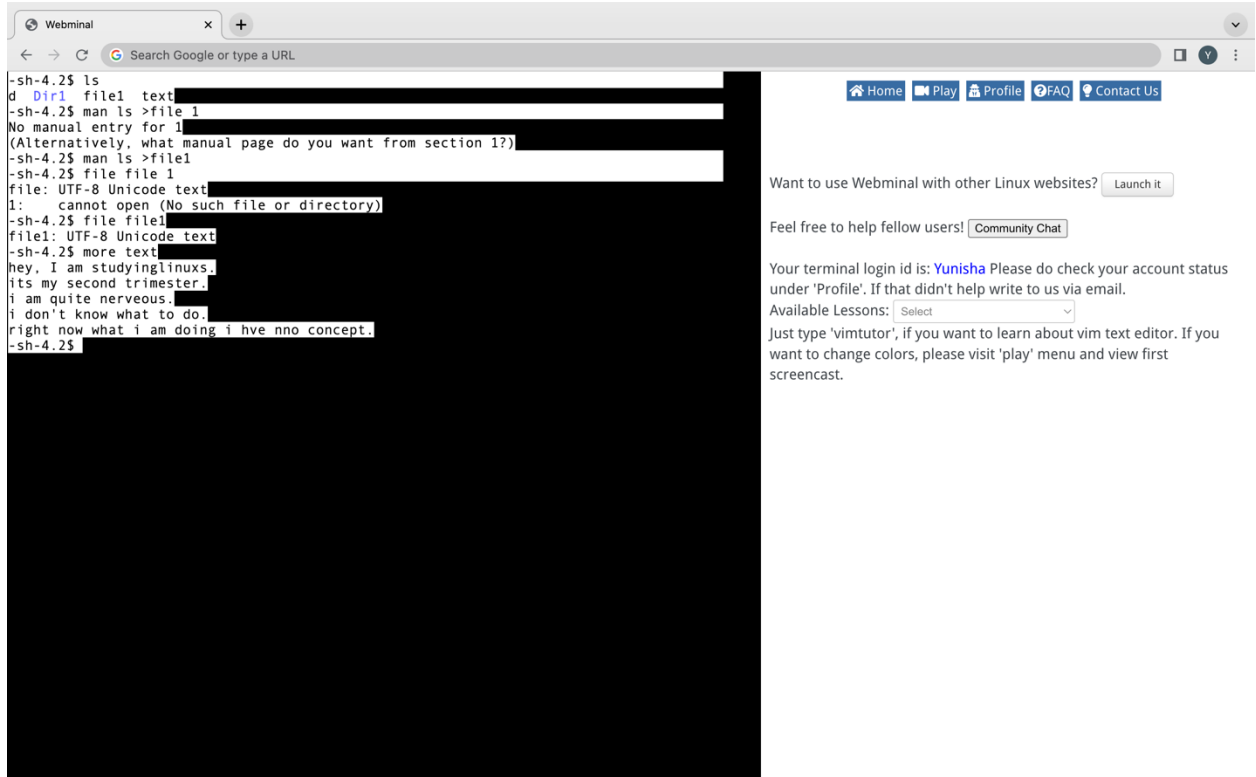 Webminal
Search Google or type a URL
Y
-sh-4.2$ ls
d  Dir1  file1  text
-sh-4.2$ man ls >file 1
No manual entry for 1
(Alternatively, what manual page do you want from section 1?)
-sh-4.2$ man ls >file1
-sh-4.2$ file file 1
file: UTF-8 Unicode text
1:    cannot open (No such file or directory)
-sh-4.2$ file file1
file1: UTF-8 Unicode text
-sh-4.2$ more text
hey, I am studyinglinuxs.
its my second trimester.
i am quite nerveous.
i don't know what to do.
right now what i am doing i hve nno concept.
-sh-4.2$
Home Play Profile FAQ Contact Us
Want to use Webminal with other Linux websites? Launch it
Feel free to help fellow users! Community Chat
Your terminal login id is: Yunisha Please do check your account status
under 'Profile'. If that didn't help write to us via email.
Available Lessons: Select
Just type 'vimtutor', if you want to learn about vim text editor. If you
want to change colors, please visit 'play' menu and view first
screencast.